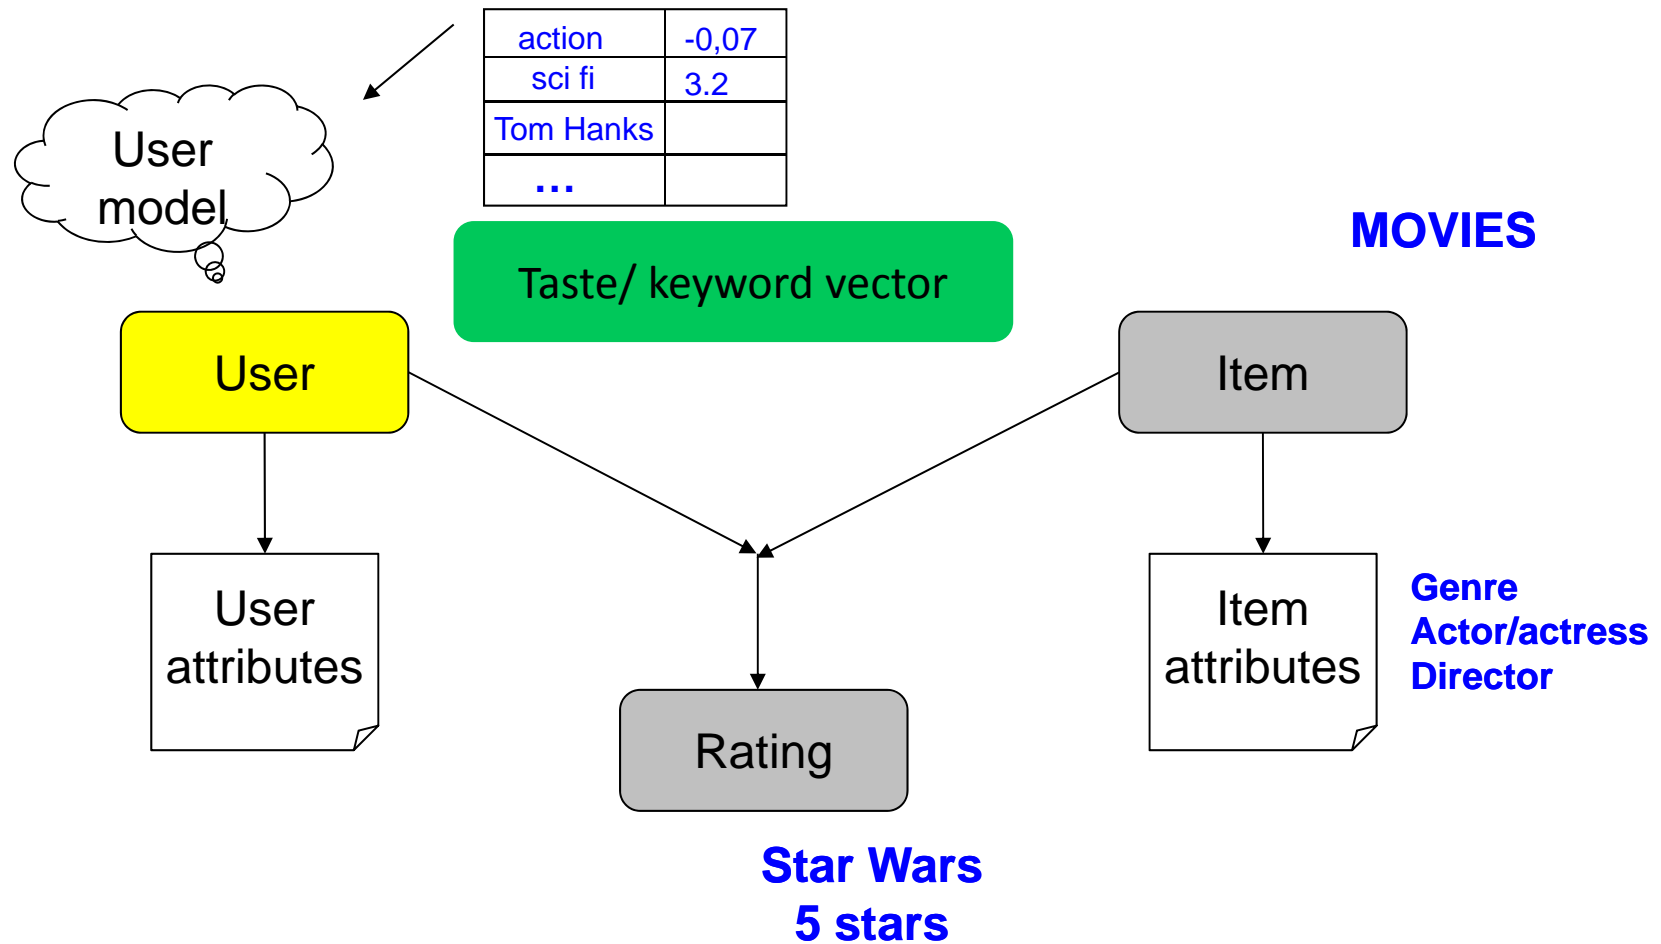 action -0,07
sci fi 3.2
Tom Hanks
...
User
model
MOVIES
Taste/ keyword vector
User
Item
User
attributes
Item
attributes
Genre
Actor/actress
Director
Rating
Star Wars
5 stars